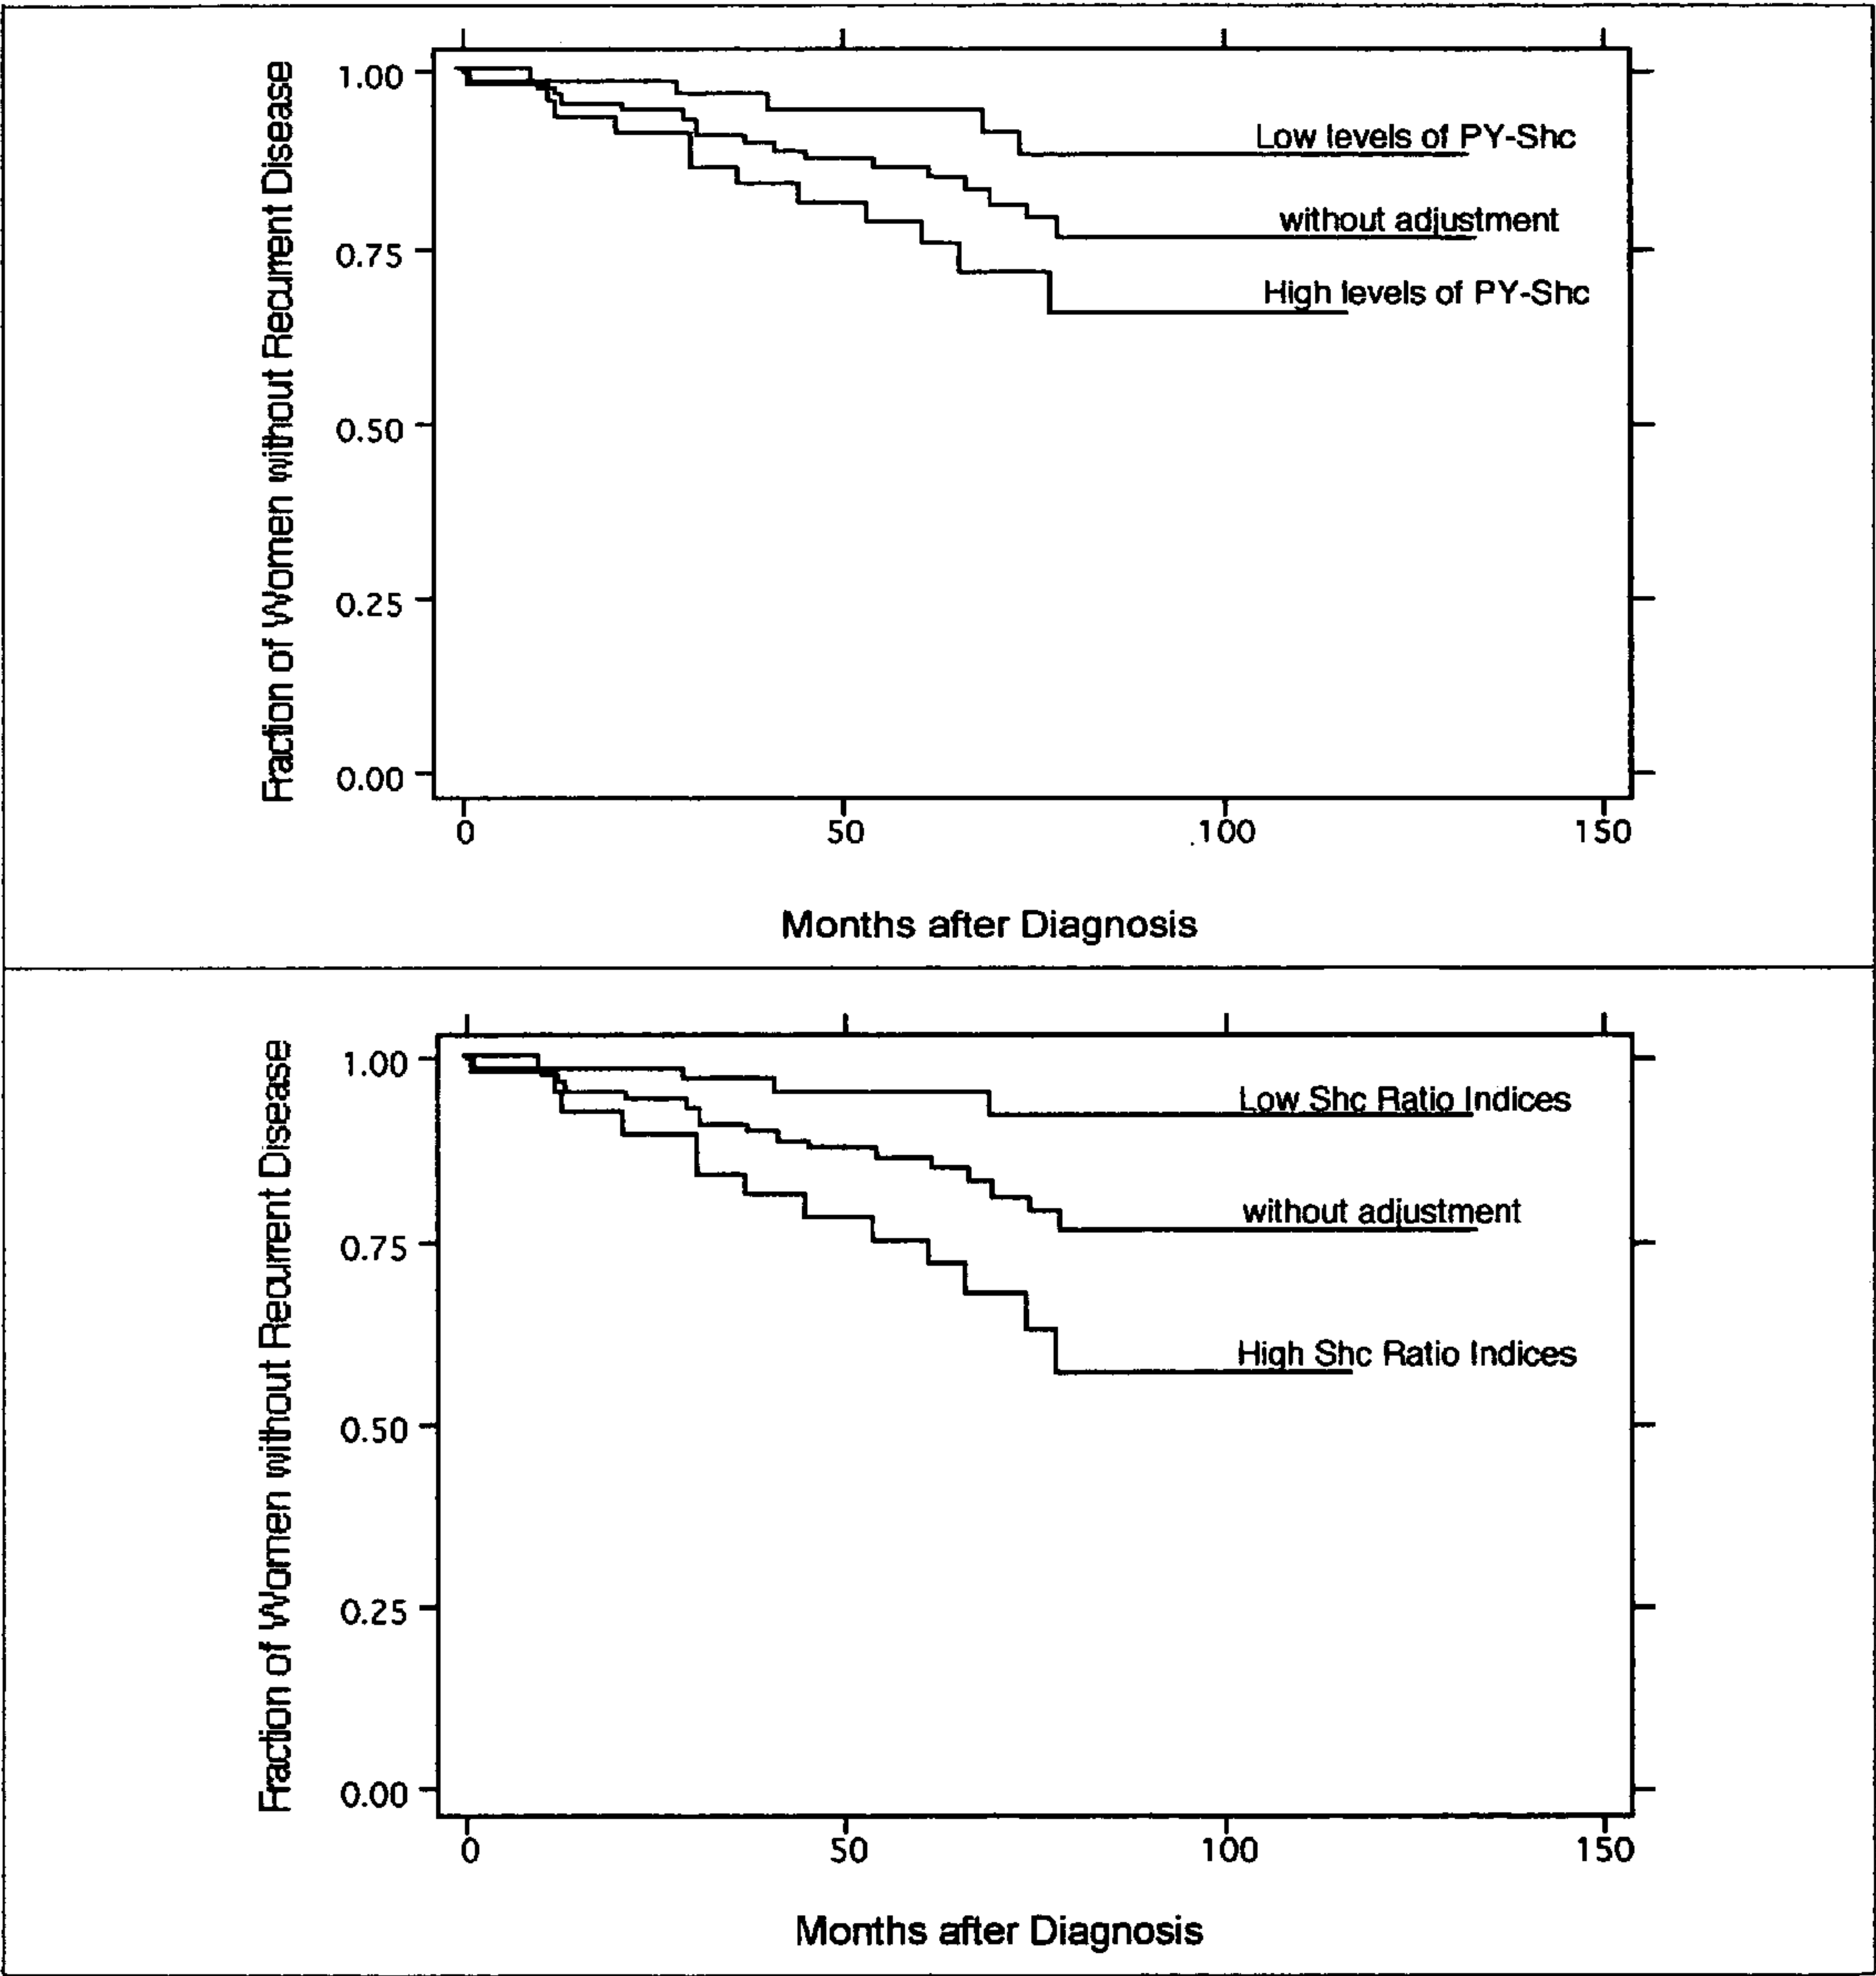 Fraction of Women without Recurrent Disease
1.00
0.75
0.50
0.25
0.00
Low levels of PY-Shc
without adjustment
High levels of PY-Shc
0 50 100 150
Months after Diagnosis
Fraction of Women without Recurrent Disease
1.00
0.75
0.50
0.25
0.00
Low Shc Ratio Indices
without adjustment
High Shc Ratio Indices
0 50 100 150
Months after Diagnosis